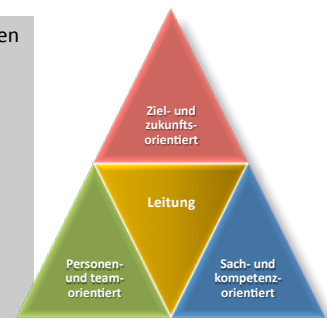 en
Ziel- und
zukunfts-
orientiert
Leitung
Personen-
und team-
orientiert
Sach- und
kompetenz-
orientiert